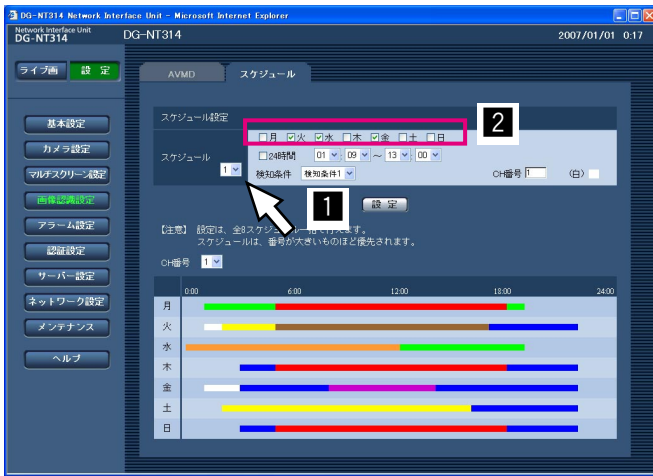 DG-NT314 Network Interface Unit - Microsoft Internet Explorer
Network Interface Unit
DG-NT314
DG-NT314
2007/01/01 0:17
ライブ画 設 定
AVMD スケジュール
基本設定
カメラ設定
マルチスクリーン設定
画像認識設定
アラーム設定
認証設定
サーバー設定
ネットワーク設定
メンテナンス
ヘルプ
スケジュール設定
2
月 火 水 木 金 土 日
スケジュール 1
24時間 01 : 09 ~ 13 : 00
検知条件 検知条件1 CH番号 1 (白)
1
設 定
【注意】 設定は、全8スケジュール一括で行えます。
スケジュールは、番号が大きいものほど優先されます。
CH番号 1
0:00 6:00 12:00 18:00 24:00
月
火
水
木
金
土
日